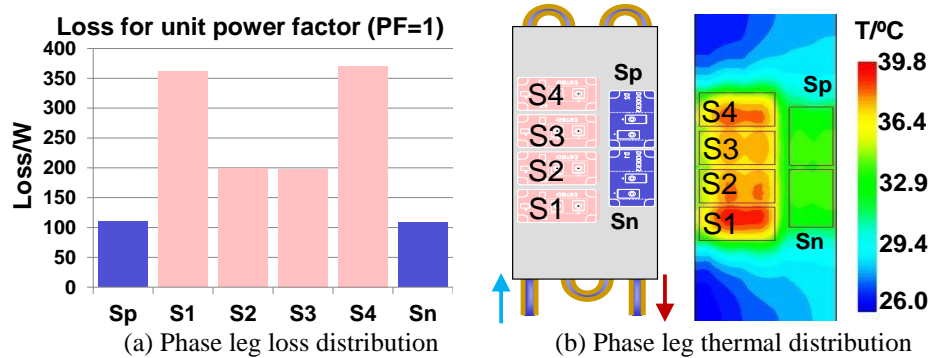 Loss for unit power factor (PF=1)
Loss/W
400
350
300
250
200
150
100
50
0
Sp S1 S2 S3 S4 Sn
(a) Phase leg loss distribution
Sp
S4
S3
S2
S1
Sn
T/ºC
Sp
S4
S3
S2
S1
Sn
39.8
36.4
32.9
29.4
26.0
(b) Phase leg thermal distribution